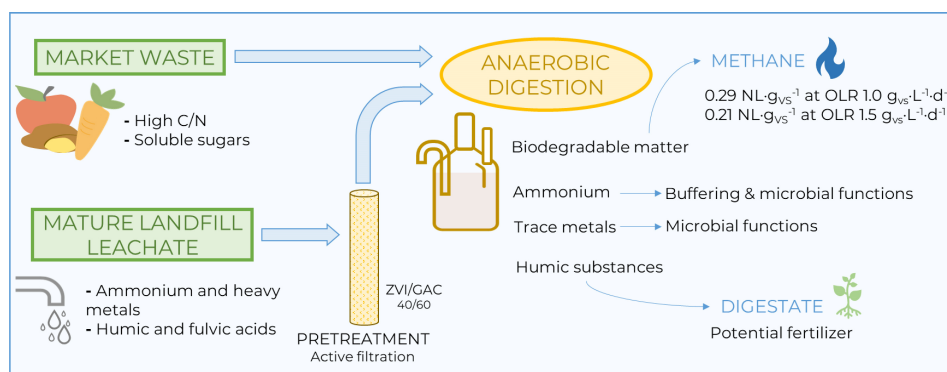 MARKET WASTE
- High C/N
- Soluble sugars
MATURE LANDFILL
LEACHATE
- Ammonium and heavy
metals
- Humic and fulvic acids
ZVI/GAC
40/60
PRETREATMENT
Active filtration
ANAEROBIC
DIGESTION
Biodegradable matter
METHANE
0.29 NL·gVS⁻¹ at OLR 1.0 gvs·L⁻¹·d⁻
0.21 NL·gVS⁻¹ at OLR 1.5 gvs·L⁻¹·d⁻¹
Ammonium
Buffering & microbial functions
Trace metals
Microbial functions
Humic substances
DIGESTATE
Potential fertilizer